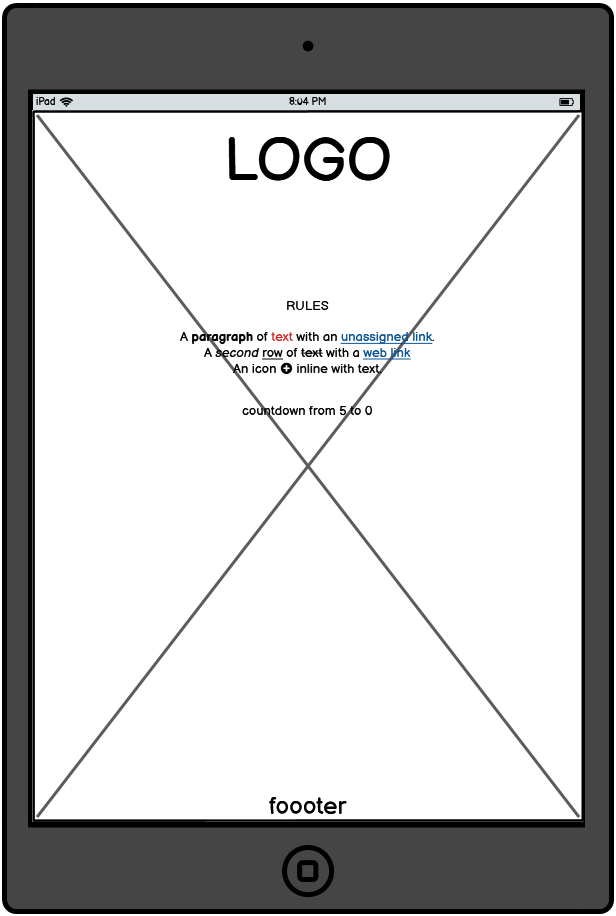 iPad 8:04 PM
LOGO
RULES
A paragraph of text with an unassigned link.
A second row of text with a web link
An icon inline with text.
countdown from 5 to 0
foooter